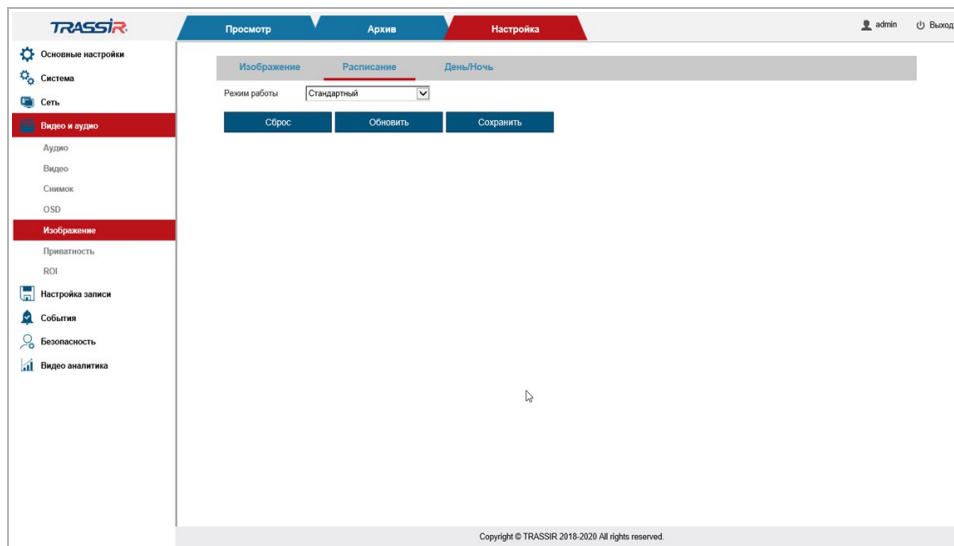 TRASSIR
Просмотр
Архив
Настройка
admin
Выход
Основные настройки
Система
Сеть
Видео и аудио
Аудио
Видео
Снимок
OSD
Изображение
Приватность
ROI
Настройка записи
События
Безопасность
Видео аналитика
Изображение
Расписание
День/Ночь
Режим работы
Стандартный
Сброс
Обновить
Сохранить
Copyright © TRASSIR 2018-2020 All rights reserved.